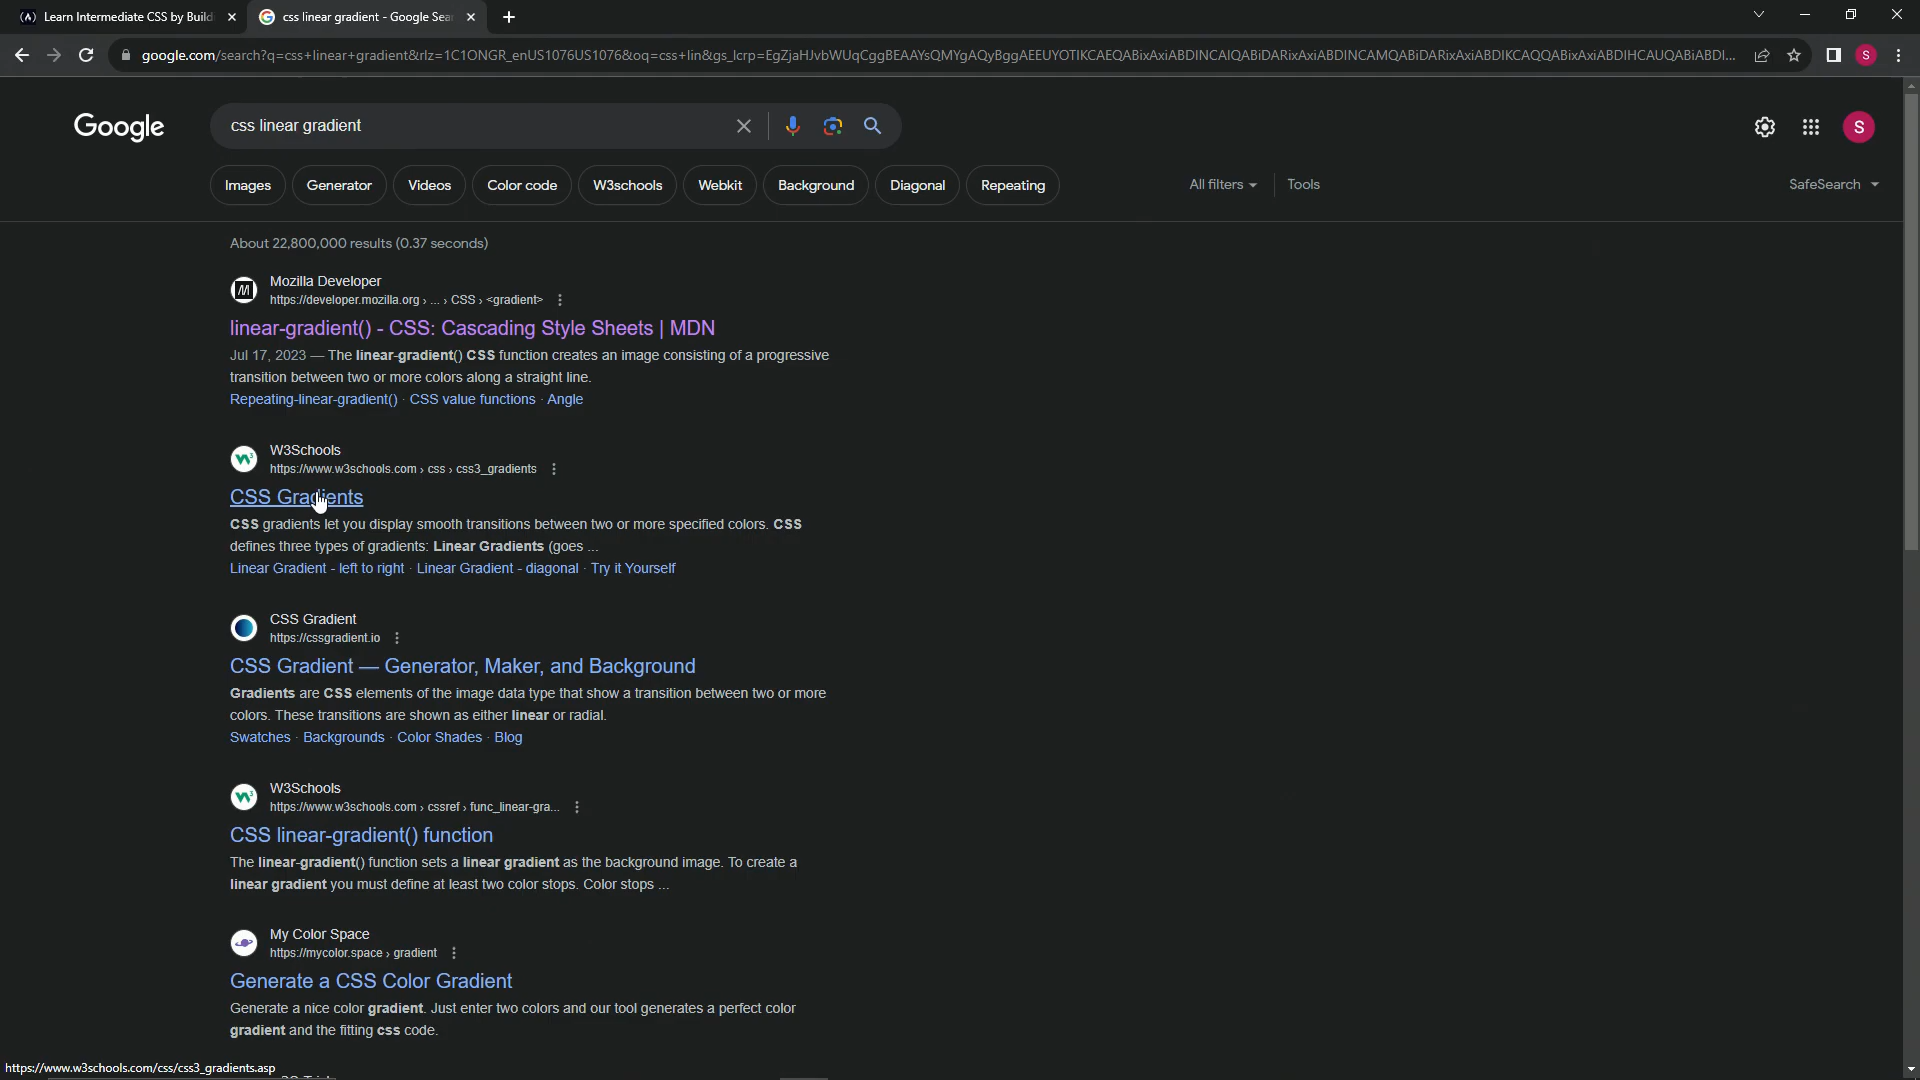 Learn Intermediate CSS by Build
css linear gradient - Google Sea
google.com/search?q=css+linear+gradient&rlz=1C1ONGR_enUS1076US1076&oq=css+lin&gs_lcrp=EgZjaHJvbWUqCggBEAAYsQMYgAQyBggAEEUYOTIKCAEQABixAxiABDINCAIQABiDARixAxiABDINCAMQABiDARixAxiABDIKCAQQABixAxiABDIHCAUQABiABDI...
S
Google
css linear gradient
S
Images
Generator
Videos
Color code
W3schools
Webkit
Background
Diagonal
Repeating
All filters
Tools
SafeSearch
About 22,800,000 results (0.37 seconds)
Mozilla Developer
https://developer.mozilla.org › ... › CSS › <gradient>
linear-gradient() - CSS: Cascading Style Sheets | MDN
Jul 17, 2023 — The linear-gradient() CSS function creates an image consisting of a progressive
transition between two or more colors along a straight line.
Repeating-linear-gradient() · CSS value functions · Angle
W3Schools
https://www.w3schools.com › css › css3_gradients
CSS Gradients
CSS gradients let you display smooth transitions between two or more specified colors. CSS
defines three types of gradients: Linear Gradients (goes ...
Linear Gradient - left to right · Linear Gradient - diagonal · Try it Yourself
CSS Gradient
https://cssgradient.io
CSS Gradient — Generator, Maker, and Background
Gradients are CSS elements of the image data type that show a transition between two or more
colors. These transitions are shown as either linear or radial.
Swatches · Backgrounds · Color Shades · Blog
W3Schools
https://www.w3schools.com › cssref › func_linear-gra...
CSS linear-gradient() function
The linear-gradient() function sets a linear gradient as the background image. To create a
linear gradient you must define at least two color stops. Color stops ...
My Color Space
https://mycolor.space › gradient
Generate a CSS Color Gradient
Generate a nice color gradient. Just enter two colors and our tool generates a perfect color
gradient and the fitting css code.
https://www.w3schools.com/css/css3_gradients.asp